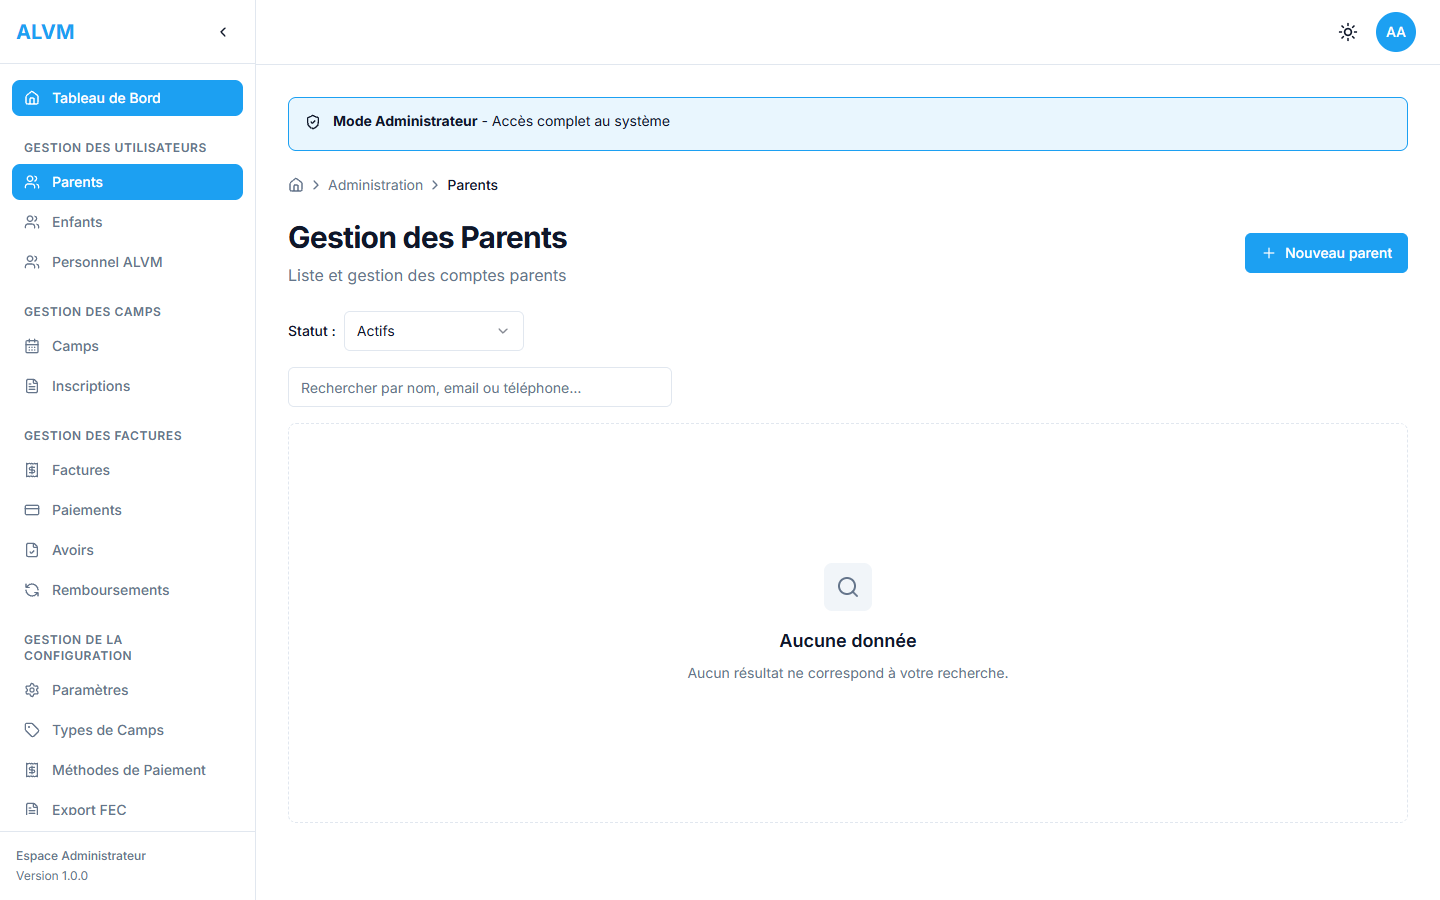 ALVM
AA
Tableau de Bord
GESTION DES UTILISATEURS
Parents
Enfants
Personnel ALVM
GESTION DES CAMPS
Camps
Inscriptions
GESTION DES FACTURES
Factures
Paiements
Avoirs
Remboursements
GESTION DE LA
CONFIGURATION
Paramètres
Types de Camps
Méthodes de Paiement
Export FEC
Espace Administrateur
Version 1.0.0
Mode Administrateur - Accès complet au système
Administration Parents
Gestion des Parents
Liste et gestion des comptes parents
Nouveau parent
Statut : Actifs
Rechercher par nom, email ou téléphone...
Aucune donnée
Aucun résultat ne correspond à votre recherche.